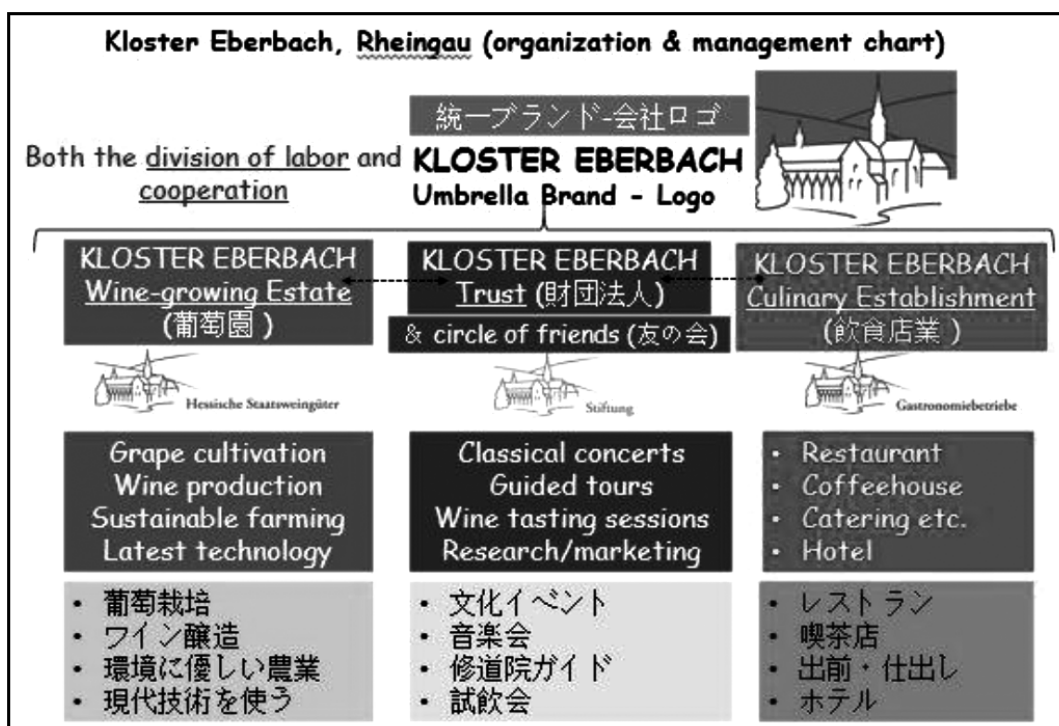 Kloster Eberbach, Rheingau (organization & management chart)
統一ブランド-会社ロゴ
Both the division of labor and
cooperation
KLOSTER EBERBACH
Umbrella Brand - Logo
KLOSTER EBERBACH
Wine-growing Estate
(葡萄園 )
KLOSTER EBERBACH
Trust (財団法人)
& circle of friends (友の会)
KLOSTER EBERBACH
Culinary Establishment
(飲食店業 )
Hessische Staatsweingüter
Stiftung
Gastronomiebetriebe
Grape cultivation
Wine production
Sustainable farming
Latest technology
Classical concerts
Guided tours
Wine tasting sessions
Research/marketing
• Restaurant
• Coffeehouse
• Catering etc.
• Hotel
• 葡萄栽培
• ワイン醸造
• 環境に優しい農業
• 現代技術を使う
• 文化イベント
• 音楽会
• 修道院ガイド
• 試飲会
• レストラン
• 喫茶店
• 出前・仕出し
• ホテル